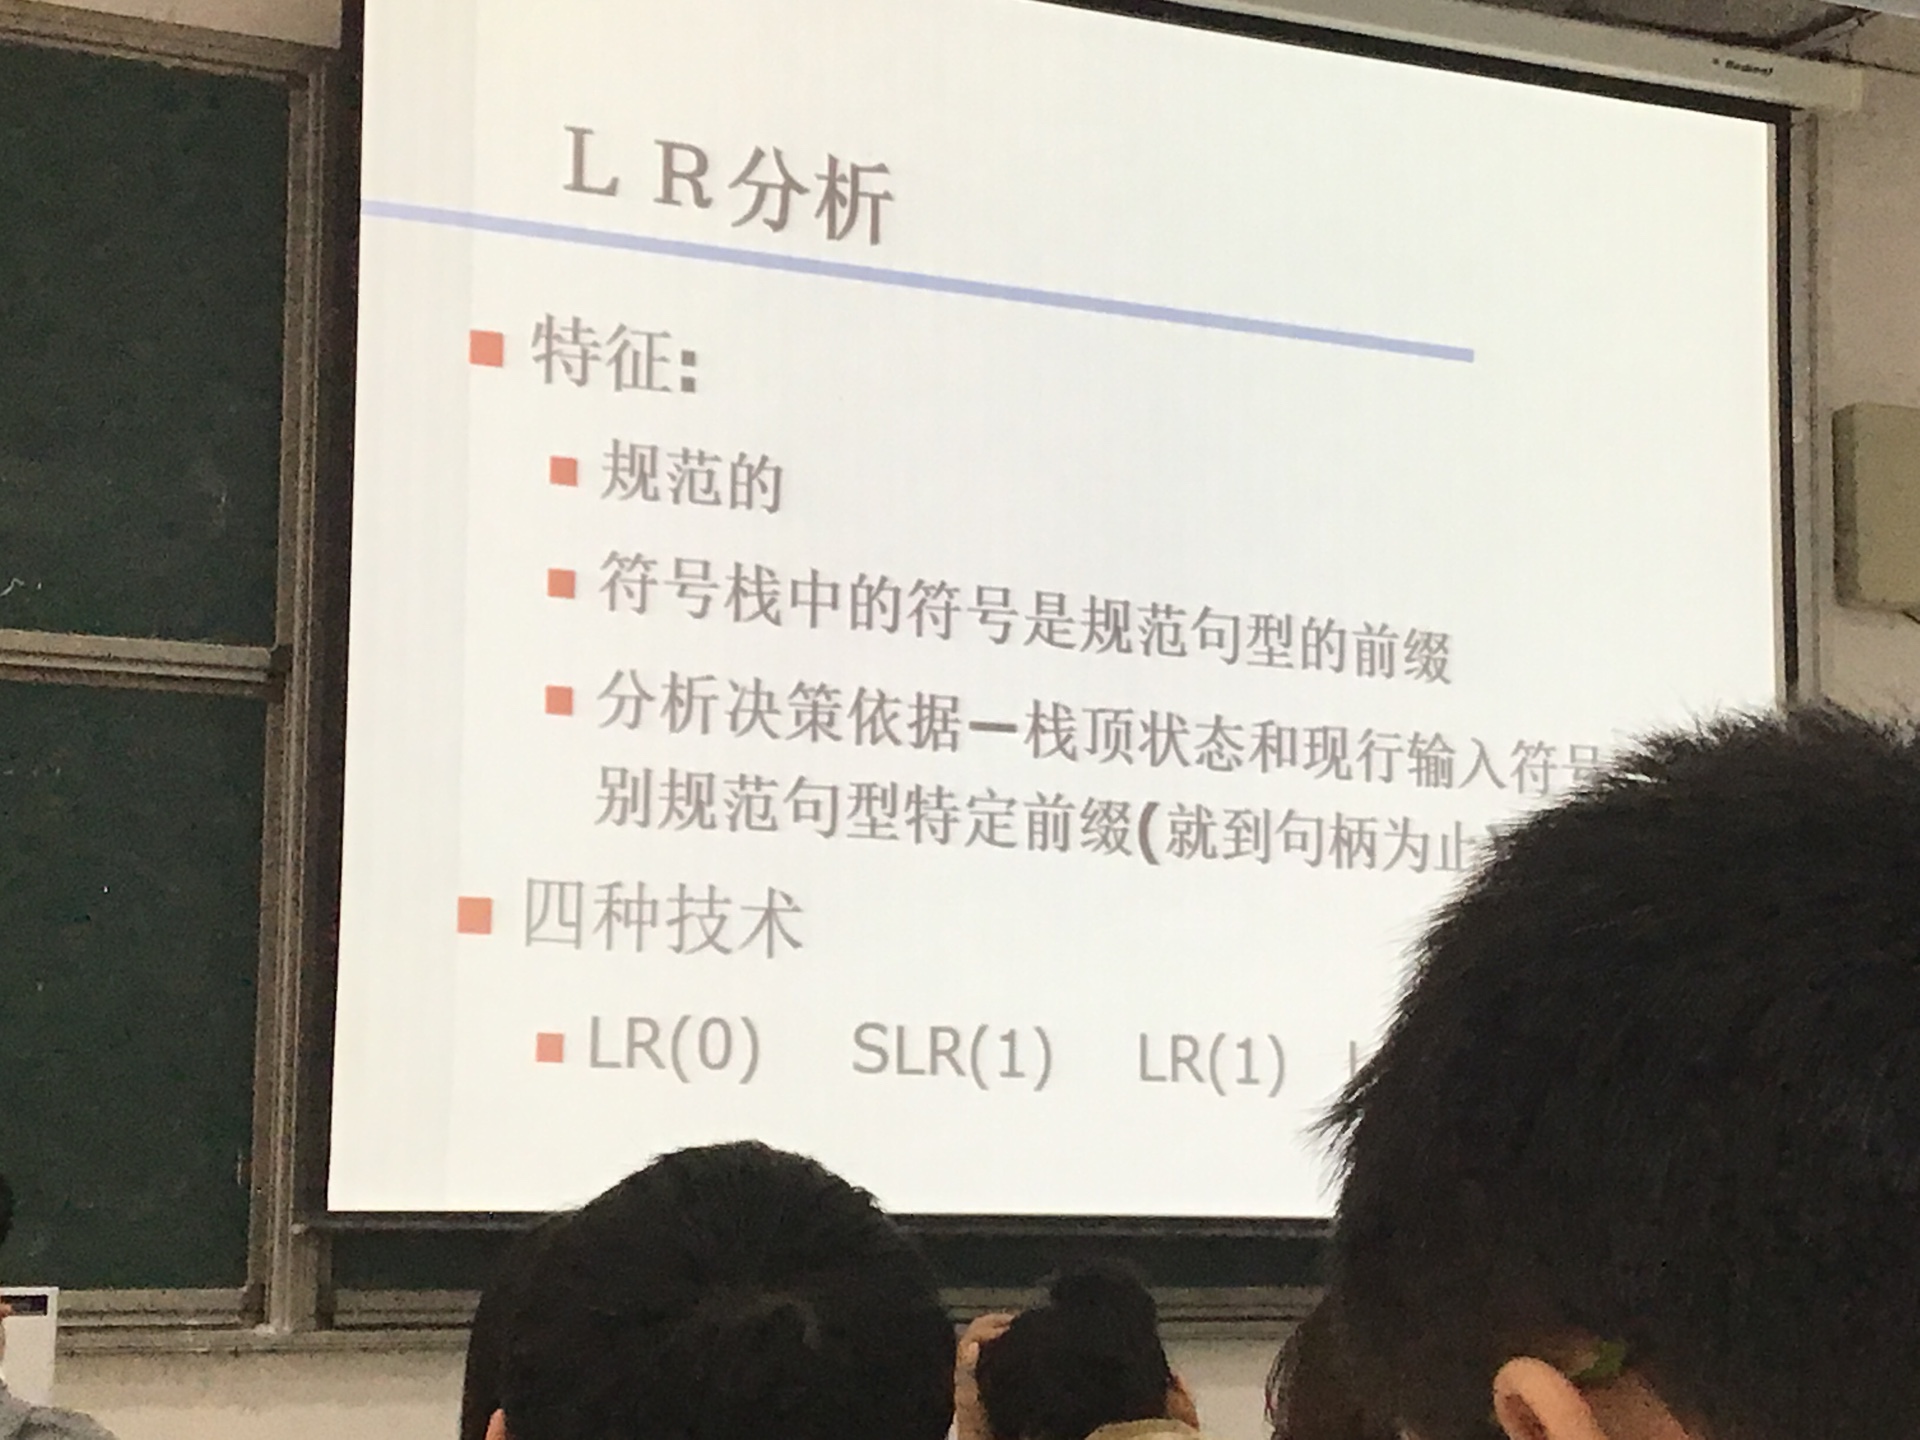 ＬＲ分析
特征:
规范的
符号栈中的符号是规范句型的前缀
分析决策依据—栈顶状态和现行输入符号
别规范句型特定前缀(就到句柄为止
四种技术
LR(0) SLR(1) LR(1)